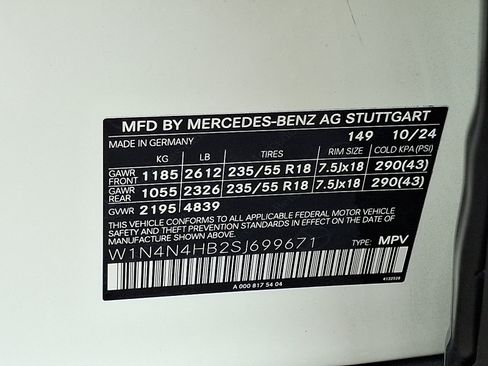 MFD BY MERCEDES-BENZ AG STUTTGART
MADE IN GERMANY 149 10/24
KG LB TIRES RIM SIZE COLD KPA (PSI)
GAWR FRONT 1185 2612 235/55 R18 7.5Jx18 290(43)
GAWR REAR 1055 2326 235/55 R18 7.5Jx18 290(43)
GVWR 2195 4839
THIS VEHICLE CONFORMS TO ALL APPLICABLE FEDERAL MOTOR VEHICLE
SAFETY AND THEFT PREVENTION STANDARDS IN EFFECT ON THE DATE OF
MANUFACTURE SHOWN ABOVE.
W1N4N4HB2SJ699671 TYPE: MPV
A 000 817 54 04 4132528